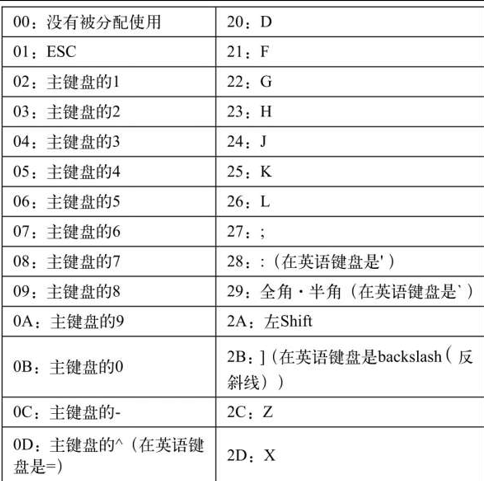 00：没有被分配使用
20：D
01：ESC
21：F
02：主键盘的1
22：G
03：主键盘的2
23：H
04：主键盘的3
24：J
05：主键盘的4
25：K
06：主键盘的5
26：L
07：主键盘的6
27：;
08：主键盘的7
28：:（在英语键盘是'）
09：主键盘的8
29：全角·半角（在英语键盘是`）
0A：主键盘的9
2A：左Shift
0B：主键盘的0
2B：]（在英语键盘是backslash（反
斜线））
0C：主键盘的-
2C：Z
0D：主键盘的^（在英语键
盘是=）
2D：X